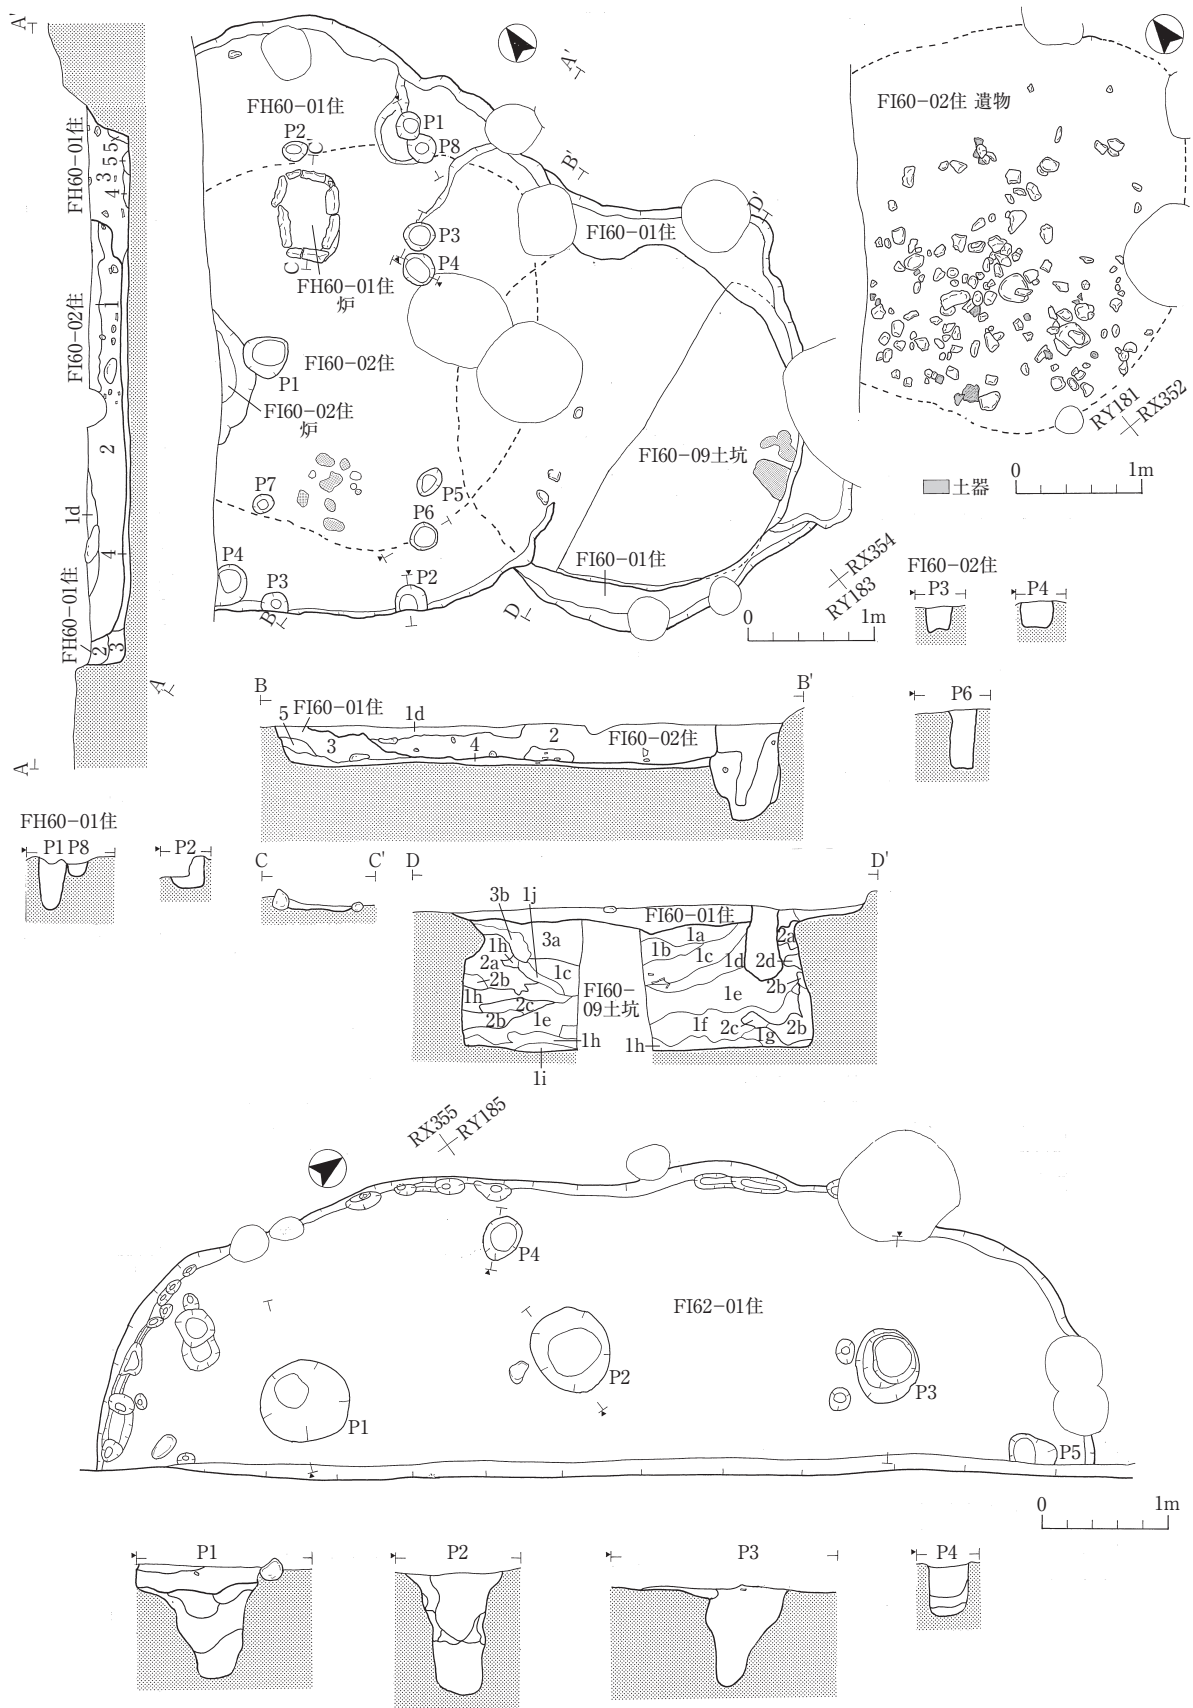 A'
FH60-01住
5
5
3
4
FI60-02住
1
2
1d
4
FH60-01住
2
3
A
A
FH60-01住
P2
C'
P1
P8
A'
B'
P3
P4
C
FH60-01住
炉
FI60-01住
D'
FI60-02住
P1
FI60-02住
炉
FI60-09土坑
P7
P5
P6
P4
P3
P2
B
D
FI60-01住
RX354
RY183
0
1m
FI60-02住 遺物
RY181
RX352
土器
0
1m
FI60-02住
P3
P4
P6
B
B'
5
FI60-01住
1d
3
4
2
FI60-02住
FH60-01住
P1 P8
P2
C
C'
D
D'
3b
1j
FI60-01住
1h
3a
1a
2a
1b
1c
2a
1c
1d
2d
2b
2b
1h
FI60-
09土坑
1e
2c
2b
1e
1f
2c
1g
2b
1h
1h
1i
RX355
RY185
P4
FI62-01住
P2
P3
P1
P5
0
1m
P1
P2
P3
P4